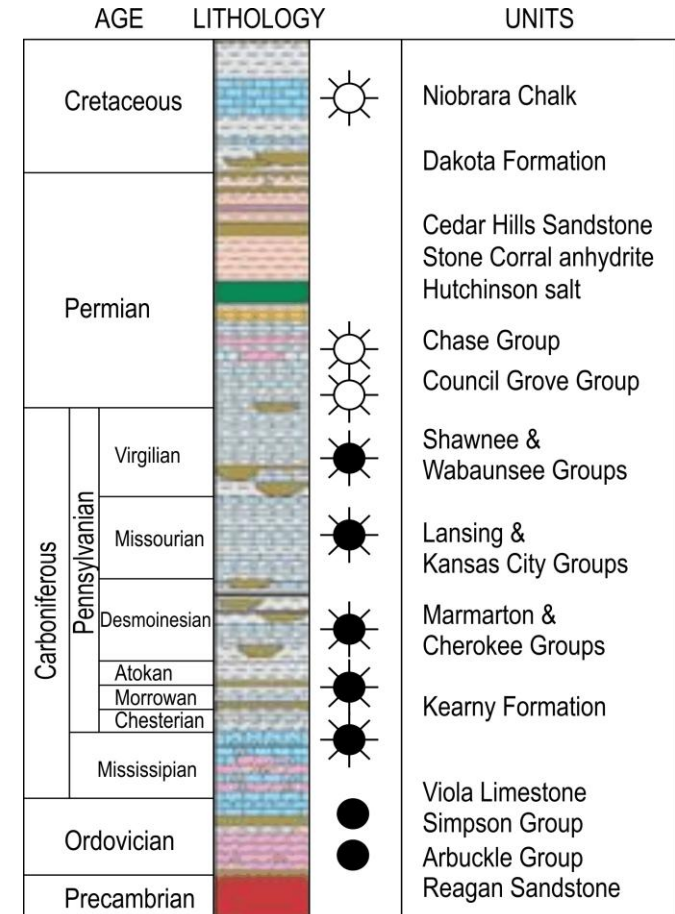 AGE LITHOLOGY UNITS
Cretaceous
Permian
Carboniferous
Pennsylvanian
Virgilian
Missourian
Desmoinesian
Atokan
Morrowan
Chesterian
Mississipian
Ordovician
Precambrian
Niobrara Chalk
Dakota Formation
Cedar Hills Sandstone
Stone Corral anhydrite
Hutchinson salt
Chase Group
Council Grove Group
Shawnee &
Wabaunsee Groups
Lansing &
Kansas City Groups
Marmarton &
Cherokee Groups
Kearny Formation
Viola Limestone
Simpson Group
Arbuckle Group
Reagan Sandstone